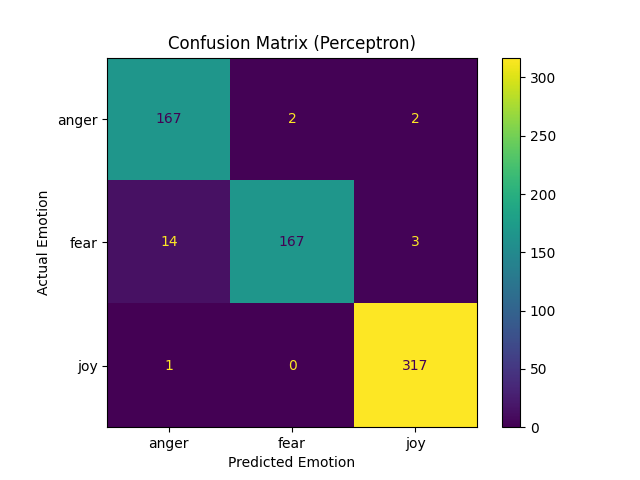 Confusion Matrix (Perceptron)
anger 167 2 2
fear 14 167 3
joy 1 0 317
anger fear joy
Predicted Emotion
Actual Emotion
300
250
200
150
100
50
0